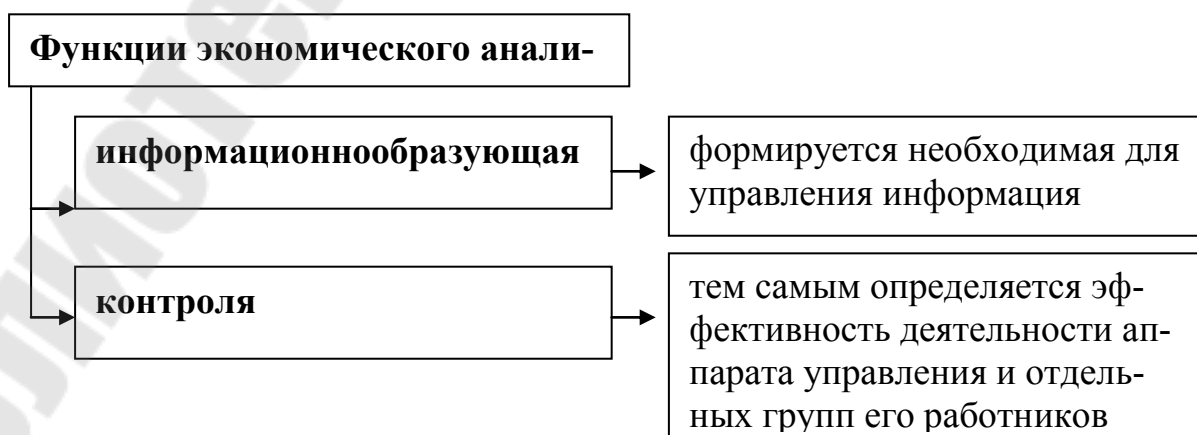 Функции экономического анали-
информационнообразующая
формируется необходимая для
управления информация
контроля
тем самым определяется эф-
фективность деятельности ап-
парата управления и отдель-
ных групп его работников